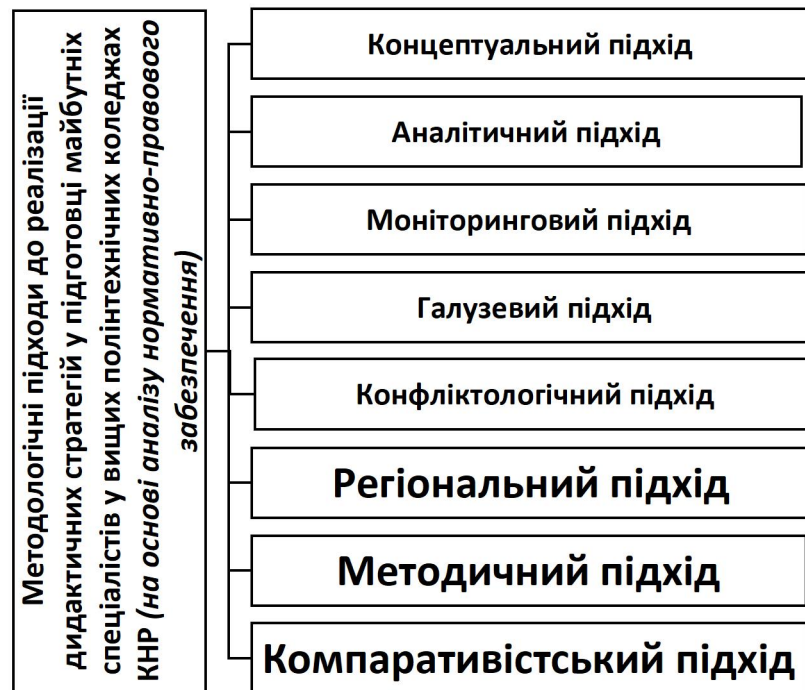 Методологічні підходи до реалізації
дидактичних стратегій у підготовці майбутніх
спеціалістів у вищих полінтехнічних коледжах
КНР (на основі аналізу нормативно-правового
забезпечення)
Концептуальний підхід
Аналітичний підхід
Моніторинговий підхід
Галузевий підхід
Конфліктологічний підхід
Регіональний підхід
Методичний підхід
Компаративістський підхід